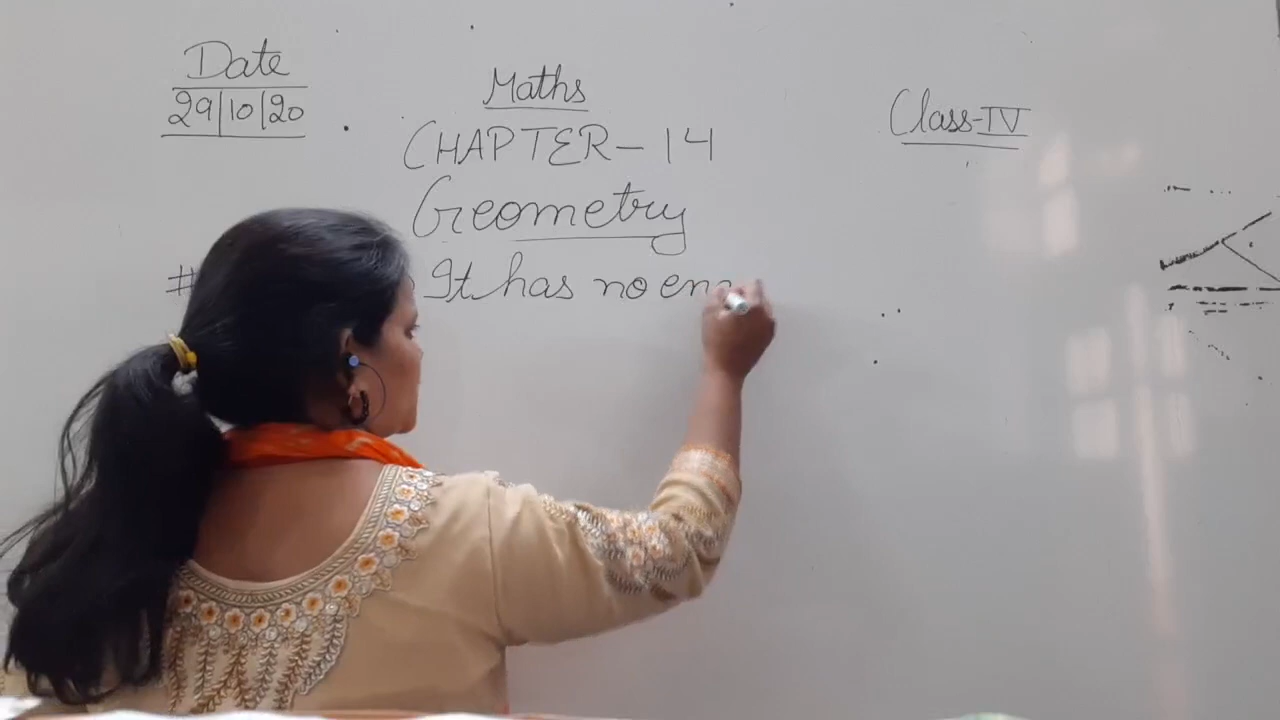 Date
29/10/20
Maths
Class-IV
CHAPTER-14
Geometry
# It has no en